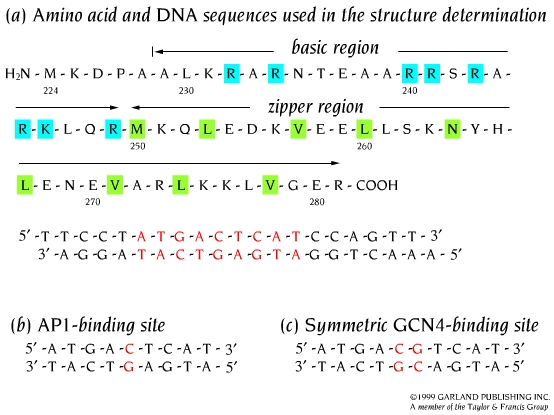 (a) Amino acid and DNA sequences used in the structure determination
basic region
H2N-M-K-D-P-A-A-L-K-R-A-R-N-T-E-A-A-R-R-S-R-A-
224 230 240
zipper region
R-K-L-Q-R-M-K-Q-L-E-D-K-V-E-E-L-L-S-K-N-Y-H-
250 260
L-E-N-E-V-A-R-L-K-K-L-V-G-E-R-COOH
270 280
5′-T-T-C-C-T-A-T-G-A-C-T-C-A-T-C-C-A-G-T-T-3′
3′-A-G-G-A-T-A-C-T-G-A-G-T-A-G-G-T-C-A-A-A-5′
(b) AP1-binding site
5′-A-T-G-A-C-T-C-A-T-3′
3′-T-A-C-T-G-A-G-T-A-5′
(c) Symmetric GCN4-binding site
5′-A-T-G-A-C-G-T-C-A-T-3′
3′-T-A-C-T-G-C-A-G-T-A-5′
©1999 GARLAND PUBLISHING INC.
A member of the Taylor & Francis Group